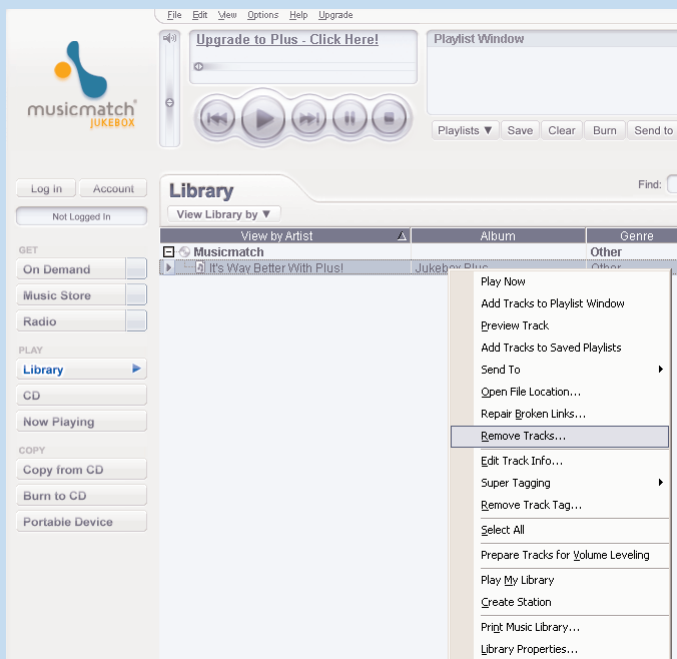 File Edit View Options Help Upgrade
Upgrade to Plus - Click Here!
Playlist Window
musicmatch
JUKEBOX
Playlists ▼ Save Clear Burn Send to
Log in Account
Not Logged In
Library
Find:
View Library by ▼
View by Artist Album Genre
Musicmatch Other
It's Way Better With Plus! Jukebox Plus Other
GET
On Demand
Music Store
Radio
PLAY
Library
CD
Now Playing
COPY
Copy from CD
Burn to CD
Portable Device
Play Now
Add Tracks to Playlist Window
Preview Track
Add Tracks to Saved Playlists
Send To
Open File Location...
Repair Broken Links...
Remove Tracks...
Edit Track Info...
Super Tagging
Remove Track Tag...
Select All
Prepare Tracks for Volume Leveling
Play My Library
Create Station
Print Music Library...
Library Properties...